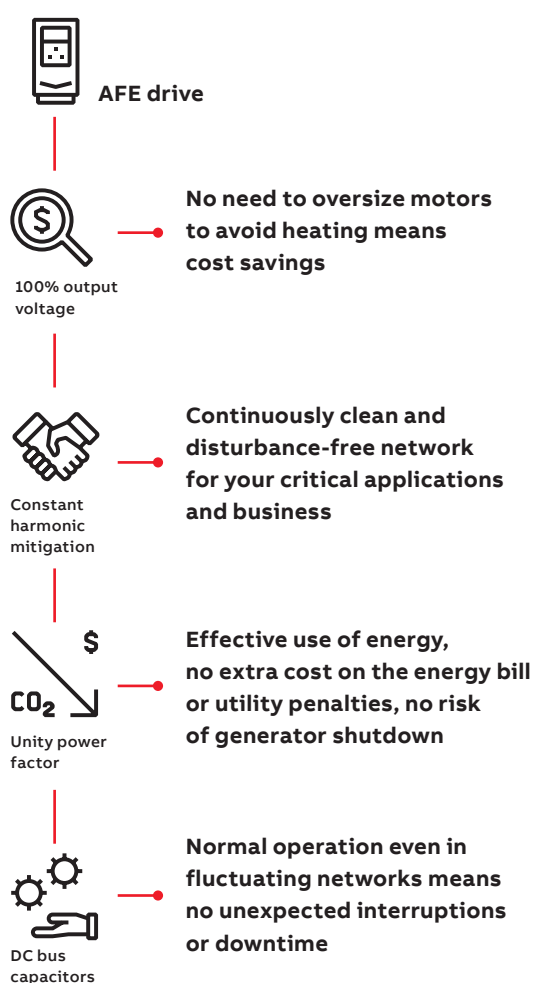 AFE drive
$
No need to oversize motors
to avoid heating means
cost savings
100% output
voltage
Continuously clean and
disturbance-free network
for your critical applications
and business
Constant
harmonic
mitigation
$
CO₂
Effective use of energy,
no extra cost on the energy bill
or utility penalties, no risk
of generator shutdown
Unity power
factor
Normal operation even in
fluctuating networks means
no unexpected interruptions
or downtime
DC bus
capacitors